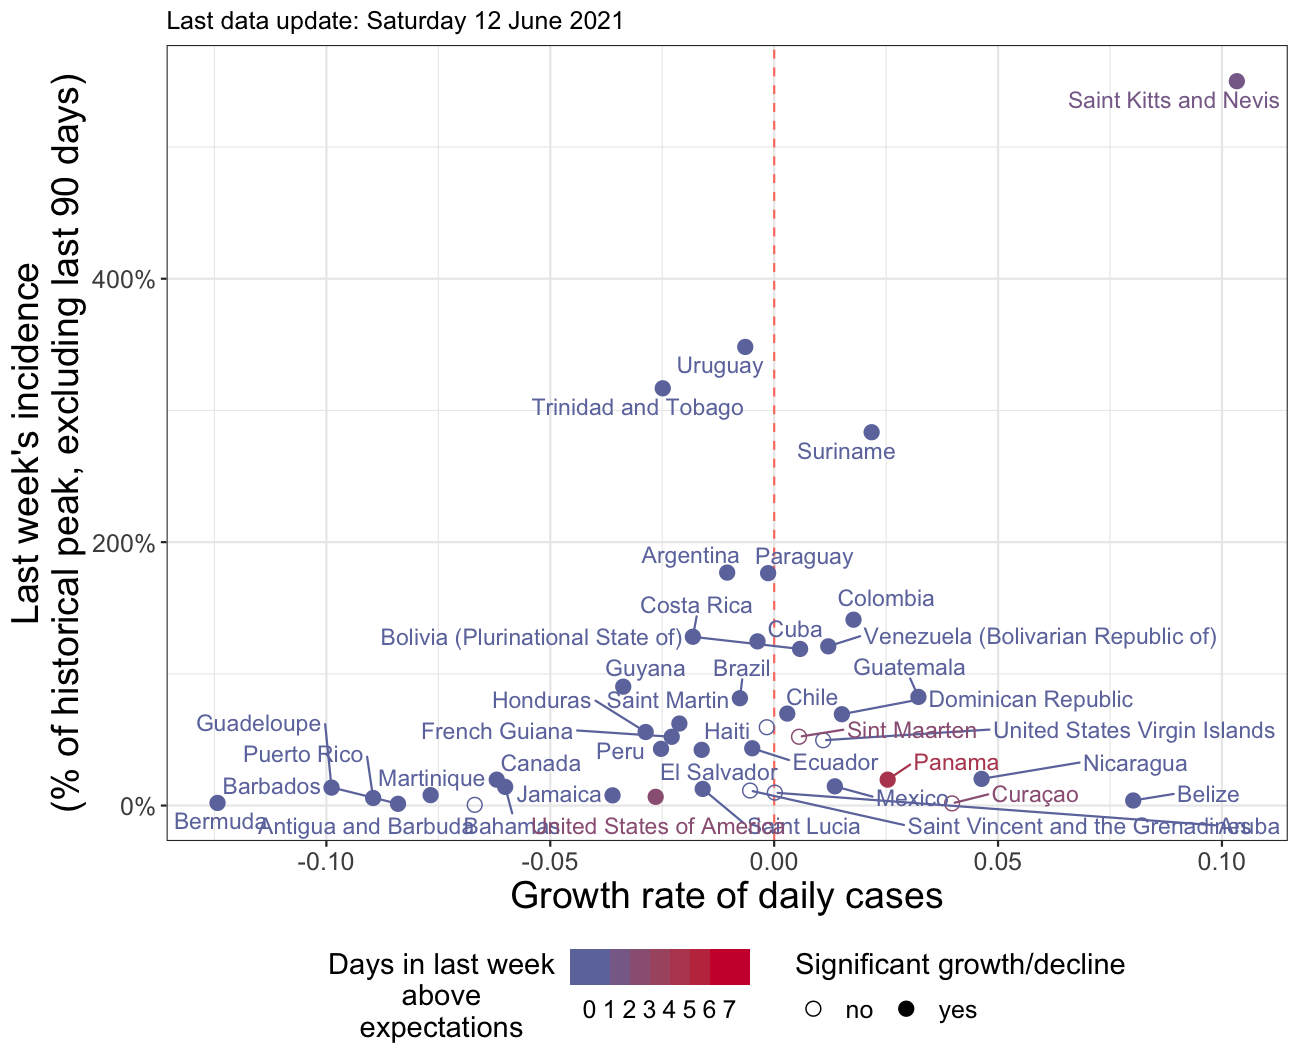 Last data update: Saturday 12 June 2021
Last week's incidence
(% of historical peak, excluding last 90 days)
400%
200%
0%
Saint Kitts and Nevis
Uruguay
Trinidad and Tobago
Suriname
Argentina
Paraguay
Colombia
Costa Rica
Cuba
Bolivia (Plurinational State of)
Venezuela (Bolivarian Republic of)
Guyana
Brazil
Guatemala
Honduras
Saint Martin
Chile
Dominican Republic
Guadeloupe
French Guiana
Haiti
Sint Maarten
United States Virgin Islands
Puerto Rico
Peru
Canada
El Salvador
Ecuador
Panama
Nicaragua
Barbados
Martinique
Jamaica
Mexico
Curaçao
Belize
Bermuda
Antigua and Barbuda
Bahamas
United States of America
Saint Lucia
Saint Vincent and the Grenadines
Aruba
-0.10
-0.05
0.00
0.05
0.10
Growth rate of daily cases
Days in last week
above
expectations
0 1 2 3 4 5 6 7
Significant growth/decline
no
yes